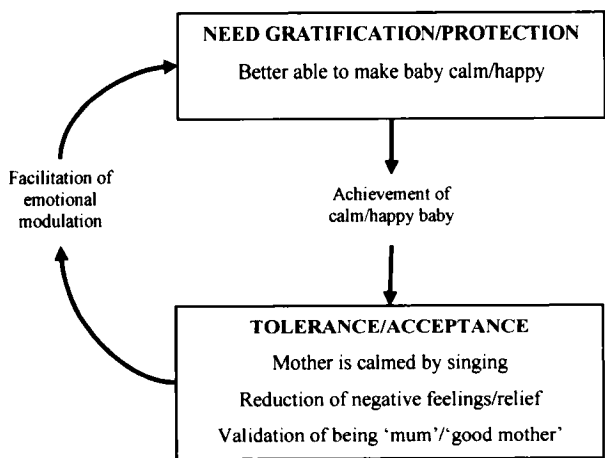 NEED GRATIFICATION/PROTECTION
Better able to make baby calm/happy
Facilitation of
emotional
modulation
Achievement of
calm/happy baby
TOLERANCE/ACCEPTANCE
Mother is calmed by singing
Reduction of negative feelings/relief
Validation of being ‘mum’/‘good mother’